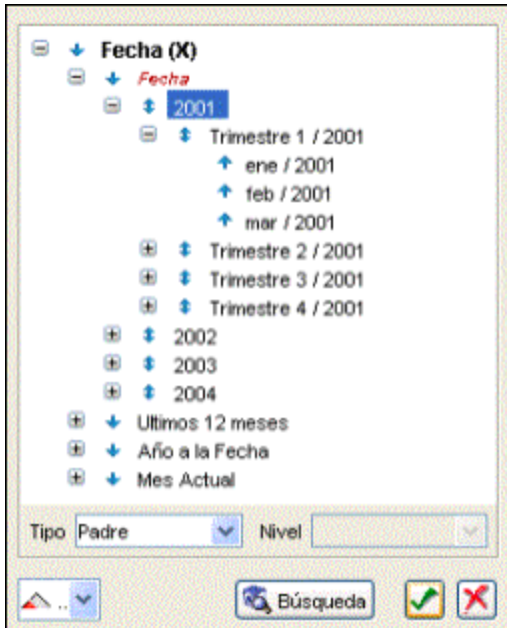 Fecha (X)
Fecha
2001
Trimestre 1 / 2001
ene / 2001
feb / 2001
mar / 2001
Trimestre 2 / 2001
Trimestre 3 / 2001
Trimestre 4 / 2001
2002
2003
2004
Ultimos 12 meses
Año a la Fecha
Mes Actual
Tipo Padre Nivel
.. Búsqueda